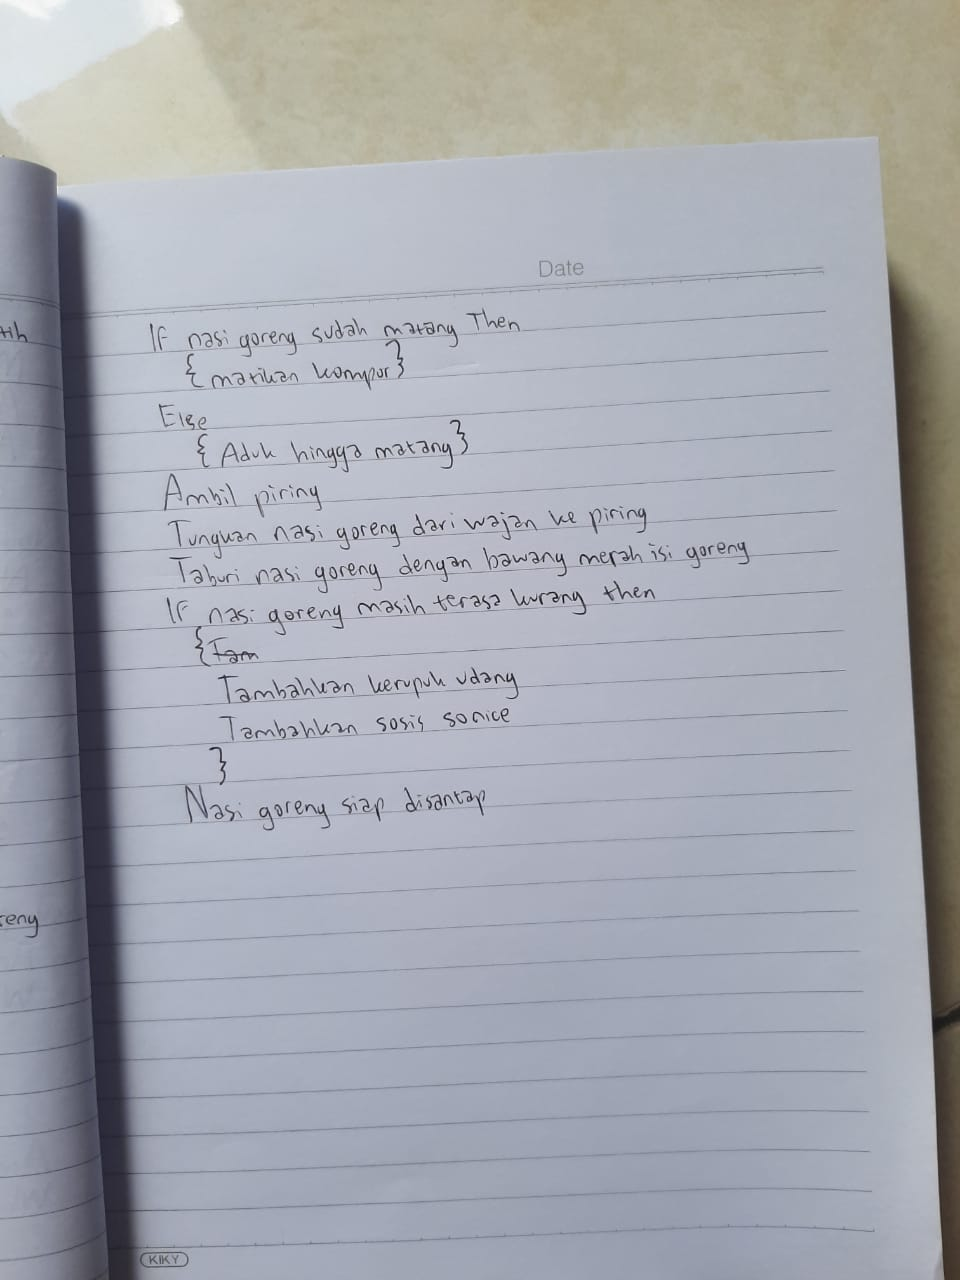 Date
If nasi goreng sudah matang Then
{ matikan kompor }
Else
{ Aduk hingga matang }
Ambil piring
Tunguan nasi goreng dari wajan ke piring
Taburi nasi goreng dengan bawang merah isi goreng
If nasi goreng masih terasa kurang then
{ Tam
Tambahkan kerupuk udang
Tambahkan sosis sonice
}
Nasi goreng siap disantap
KIKY